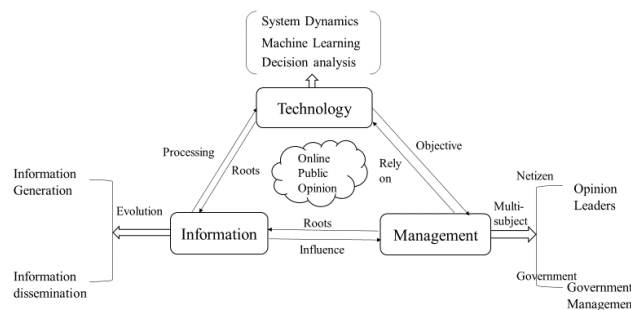 System Dynamics
Machine Learning
Decision analysis
Technology
Processing
Roots
Online
Public
Opinion
Objective
Rely
on
Information
Generation
Evolution
Information
dissemination
Information
Roots
Influence
Management
Multi-
subject
Netizen
Opinion
Leaders
Government
Government
Management